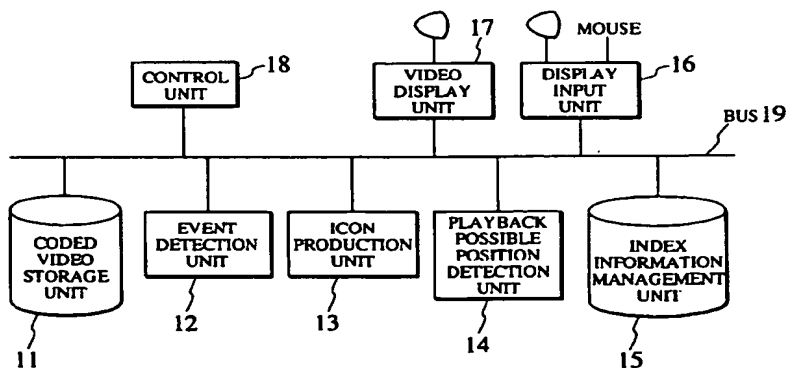 17
MOUSE
CONTROL
UNIT
18
VIDEO
DISPLAY
UNIT
DISPLAY
INPUT
UNIT
16
BUS 19
CODED
VIDEO
STORAGE
UNIT
EVENT
DETECTION
UNIT
ICON
PRODUCTION
UNIT
PLAYBACK
POSSIBLE
POSITION
DETECTION
UNIT
INDEX
INFORMATION
MANAGEMENT
UNIT
11
12
13
14
15